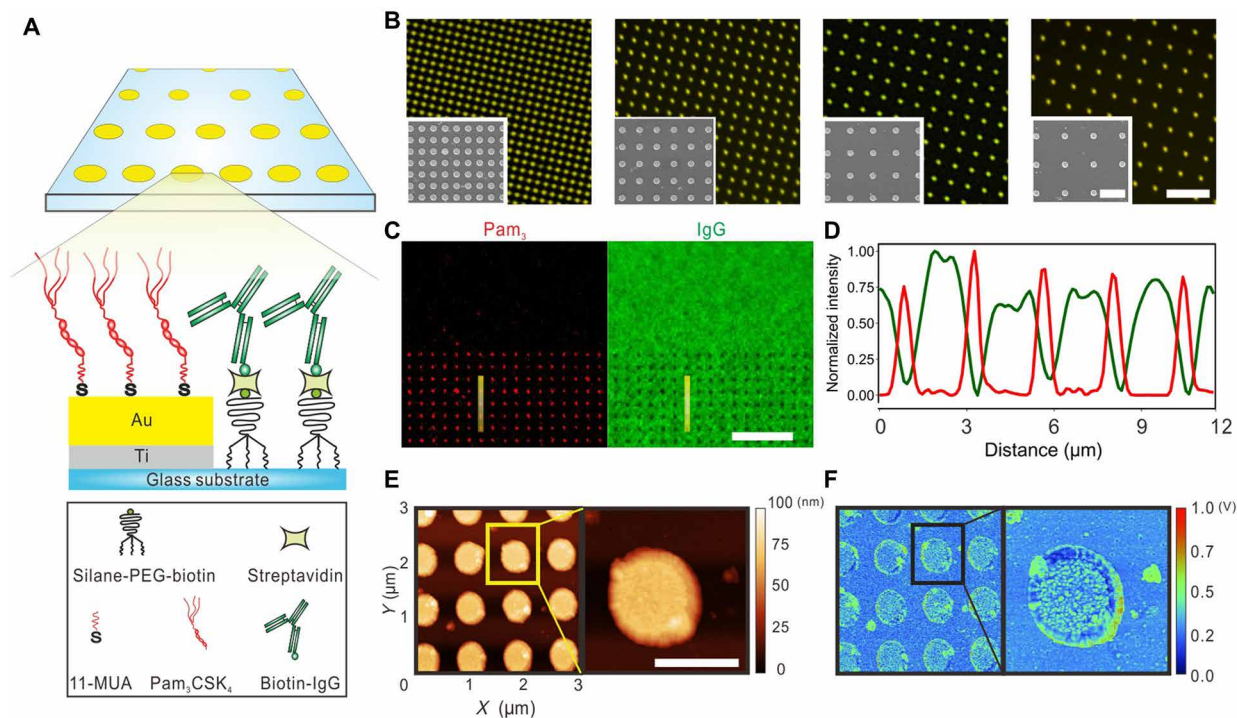 A
S S S
Au
Ti
Glass substrate
Silane-PEG-biotin Streptavidin
S
11-MUA Pam₃CSK₄ Biotin-IgG
B
C
Pam₃ IgG
D
Normalized intensity
1.00
0.75
0.50
0.25
0.00
0 3 6 9 12
Distance (μm)
E
100 (nm)
75
50
25
0
3
2
1
0
Y (μm)
1 2 3
X (μm)
F
1.0 (V)
0.7
0.5
0.2
0.0